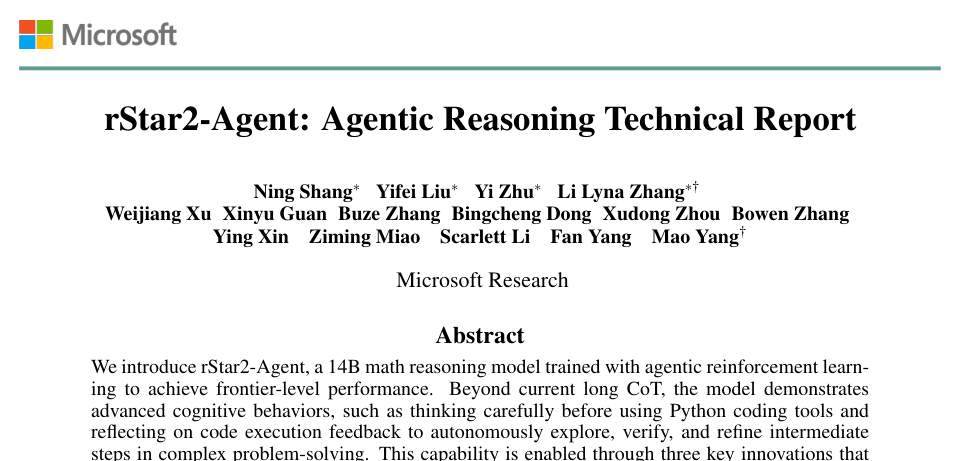 Microsoft
rStar2-Agent: Agentic Reasoning Technical Report
Ning Shang* Yifei Liu* Yi Zhu* Li Lyna Zhang*†
Weijiang Xu Xinyu Guan Buze Zhang Bingcheng Dong Xudong Zhou Bowen Zhang
Ying Xin Ziming Miao Scarlett Li Fan Yang Mao Yang†
Microsoft Research
Abstract
We introduce rStar2-Agent, a 14B math reasoning model trained with agentic reinforcement learn-
ing to achieve frontier-level performance. Beyond current long CoT, the model demonstrates
advanced cognitive behaviors, such as thinking carefully before using Python coding tools and
reflecting on code execution feedback to autonomously explore, verify, and refine intermediate
steps in complex problem-solving. This capability is enabled through three key innovations that